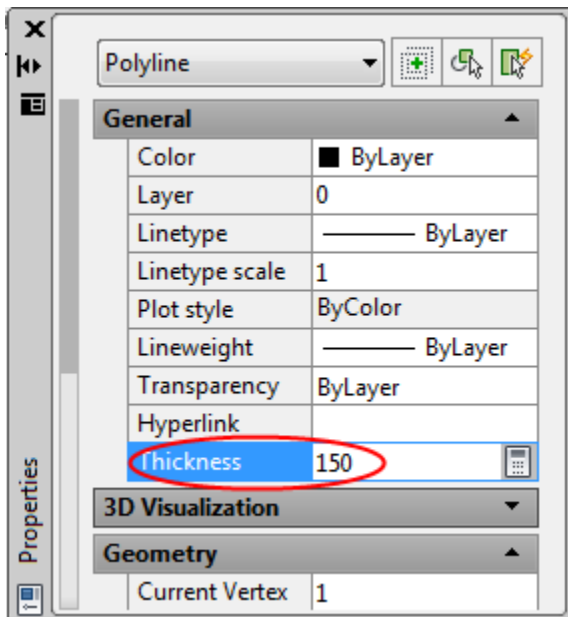 Polyline
General
Color ByLayer
Layer 0
Linetype ByLayer
Linetype scale 1
Plot style ByColor
Lineweight ByLayer
Transparency ByLayer
Hyperlink
Thickness 150
3D Visualization
Geometry
Current Vertex 1
Properties